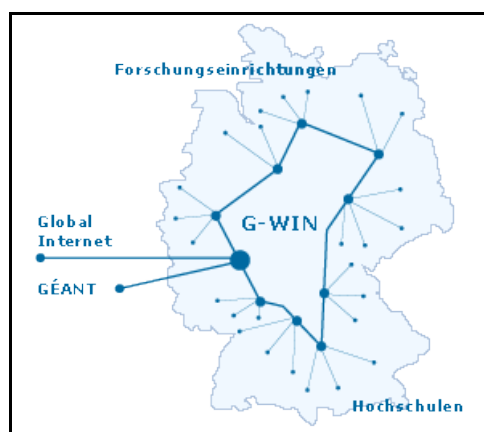 Forschungseinrichtungen
G-WIN
Global
Internet
GÉANT
Hochschulen